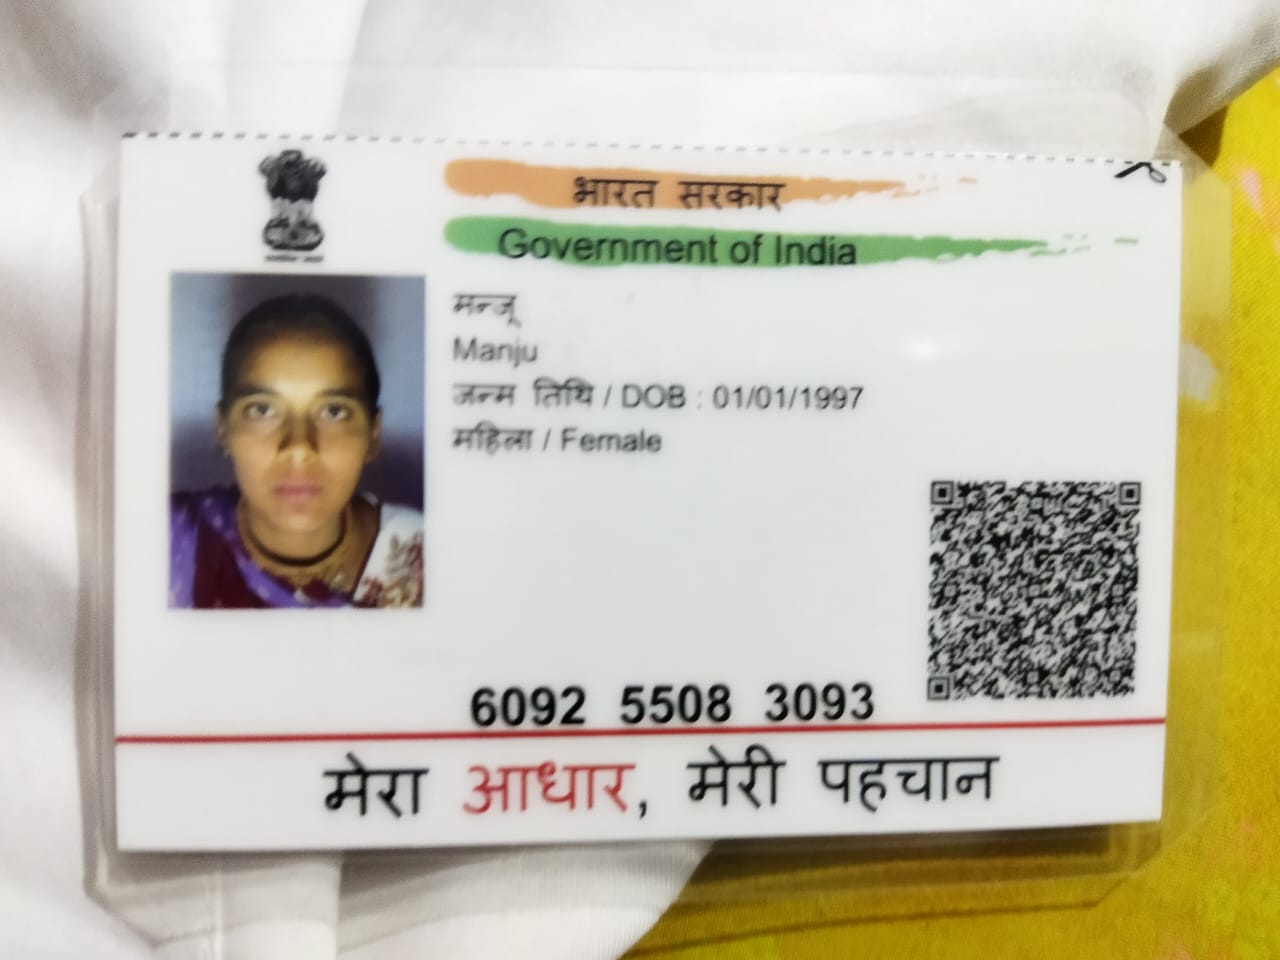 भारत सरकार
Government of India
मन्जू
Manju
जन्म तिथि / DOB : 01/01/1997
महिला / Female
6092 5508 3093
मेरा आधार, मेरी पहचान